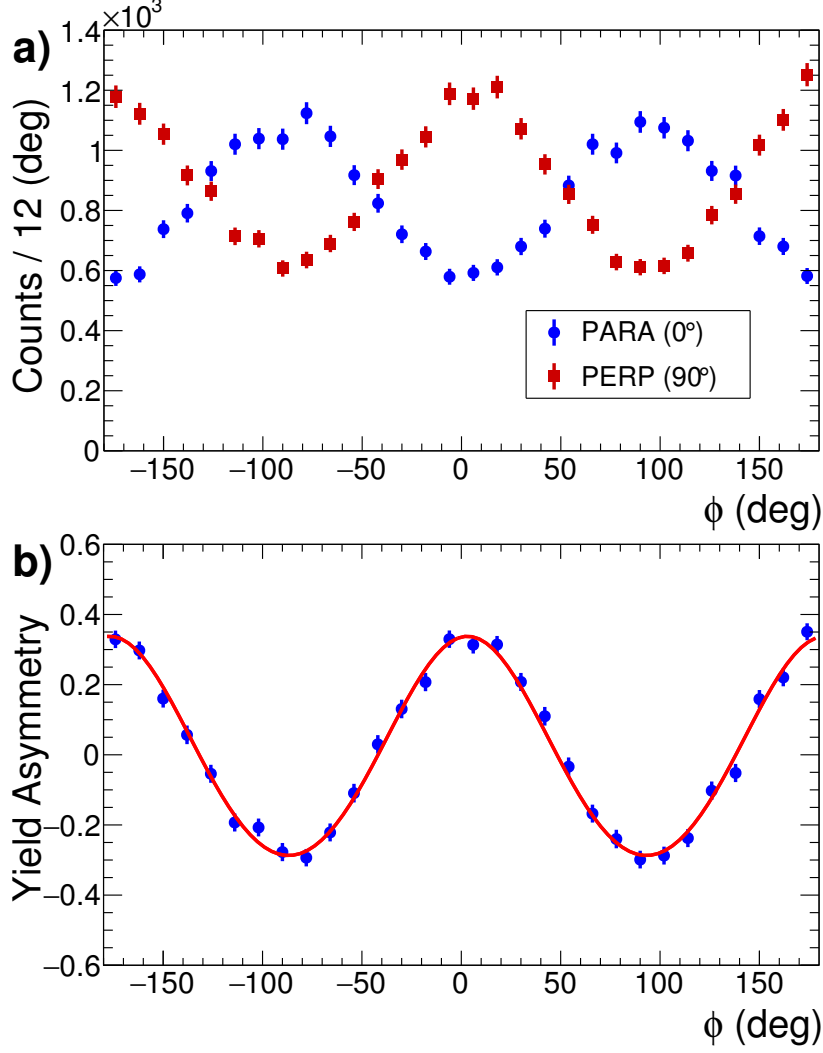 ×10³
a)
1.4
1.2
1
0.8
0.6
0.4
0.2
0
Counts / 12 (deg)
PARA (0°)
PERP (90°)
−150 −100 −50 0 50 100 150
ϕ (deg)
b)
0.6
0.4
0.2
0
−0.2
−0.4
−0.6
Yield Asymmetry
−150 −100 −50 0 50 100 150
ϕ (deg)